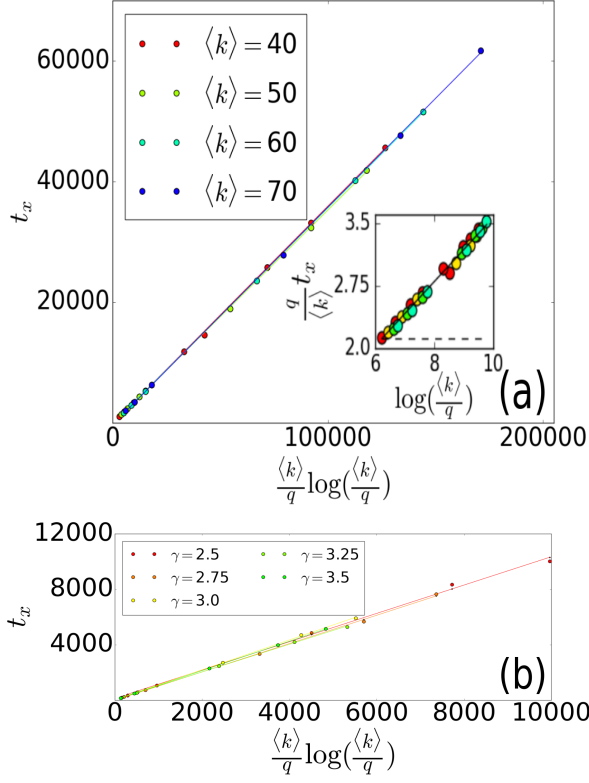 60000
40000
20000
0
t_x
⟨k⟩=40
⟨k⟩=50
⟨k⟩=60
⟨k⟩=70
3.5
2.75
2.0
q/⟨k⟩ t_x
6 8 10
log(⟨k⟩/q)
(a)
0 100000 200000
⟨k⟩/q log(⟨k⟩/q)
12000
8000
4000
t_x
γ=2.5 γ=3.25
γ=2.75 γ=3.5
γ=3.0
(b)
0 2000 4000 6000 8000 10000
⟨k⟩/q log(⟨k⟩/q)